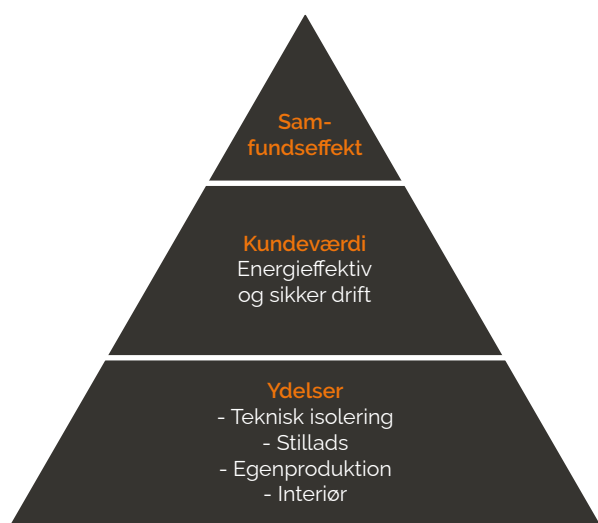 Sam-
fundseffekt
Kundeværdi
Energieffektiv
og sikker drift
Ydelser
- Teknisk isolering
- Stillads
- Egenproduktion
- Interiør